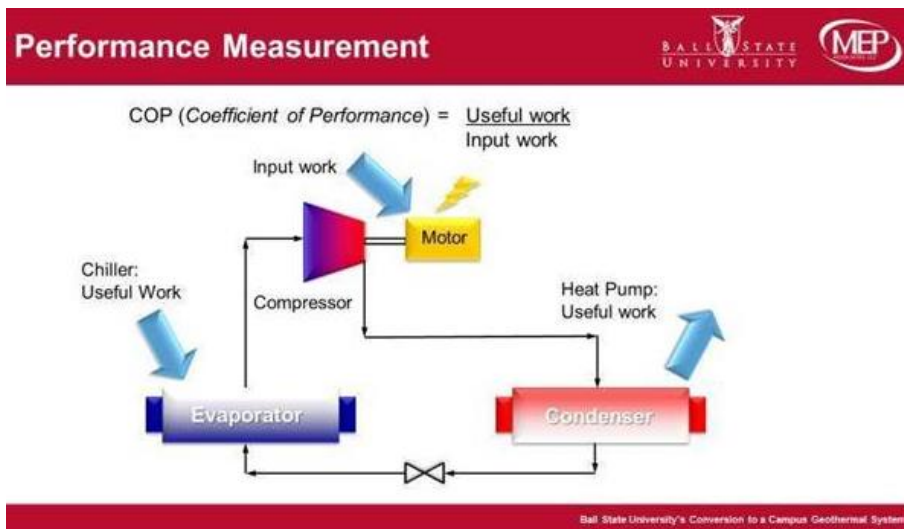 Performance Measurement
BALL STATE
UNIVERSITY
MEP
COP (Coefficient of Performance) = Useful work
Input work
Input work
Motor
Chiller:
Useful Work
Compressor
Heat Pump:
Useful work
Evaporator
Condenser
Ball State University's Conversion to a Campus Geothermal System